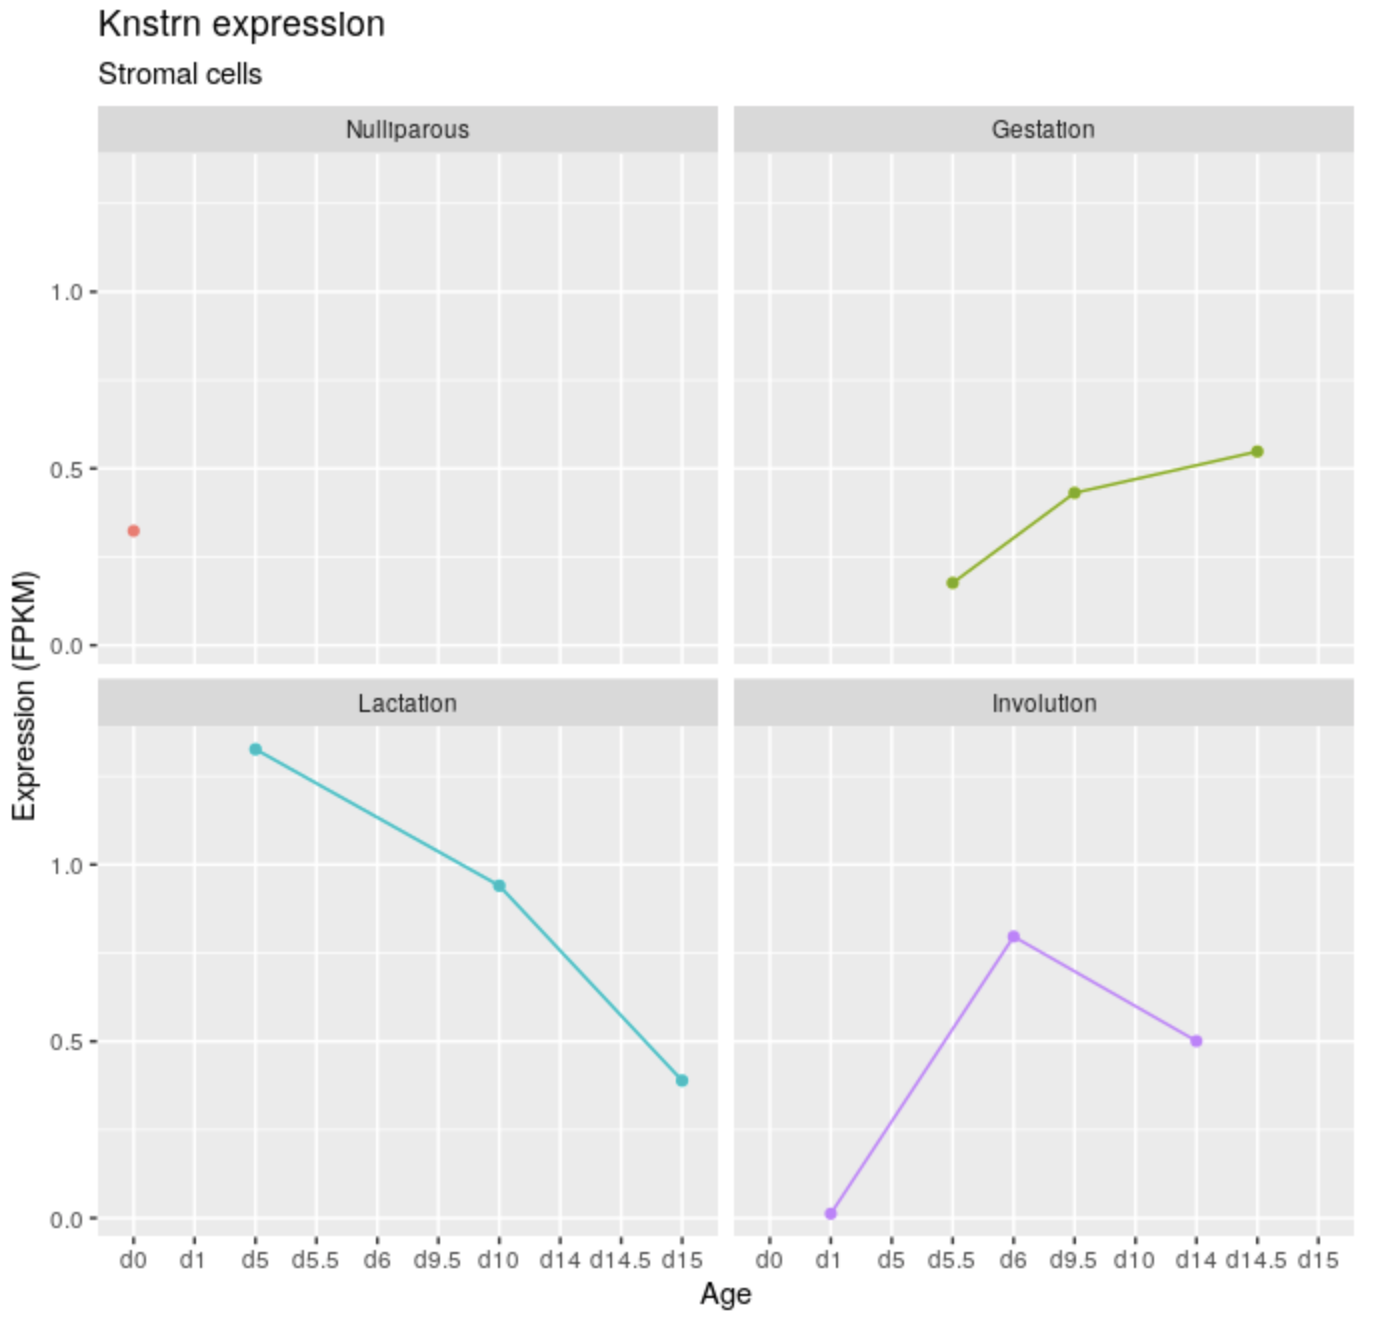 Knstrn expression
Stromal cells
Nulliparous
Gestation
1.0
0.5
0.0
Expression (FPKM)
Lactation
Involution
1.0
0.5
0.0
d0 d1 d5 d5.5 d6 d9.5 d10 d14 d14.5 d15
d0 d1 d5 d5.5 d6 d9.5 d10 d14 d14.5 d15
Age